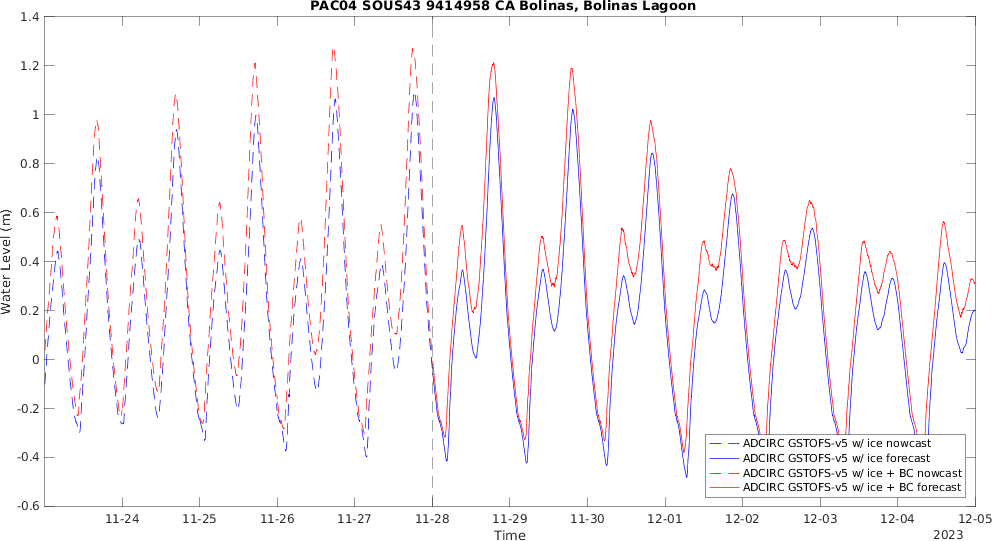 PAC04 SOUS43 9414958 CA Bolinas, Bolinas Lagoon
1.4
1.2
1
0.8
0.6
0.4
0.2
0
-0.2
-0.4
-0.6
Water Level (m)
ADCIRC GSTOFS-v5 w/ ice nowcast
ADCIRC GSTOFS-v5 w/ ice forecast
ADCIRC GSTOFS-v5 w/ ice + BC nowcast
ADCIRC GSTOFS-v5 w/ ice + BC forecast
11-24 11-25 11-26 11-27 11-28 11-29 11-30 12-01 12-02 12-03 12-04 12-05
Time
2023